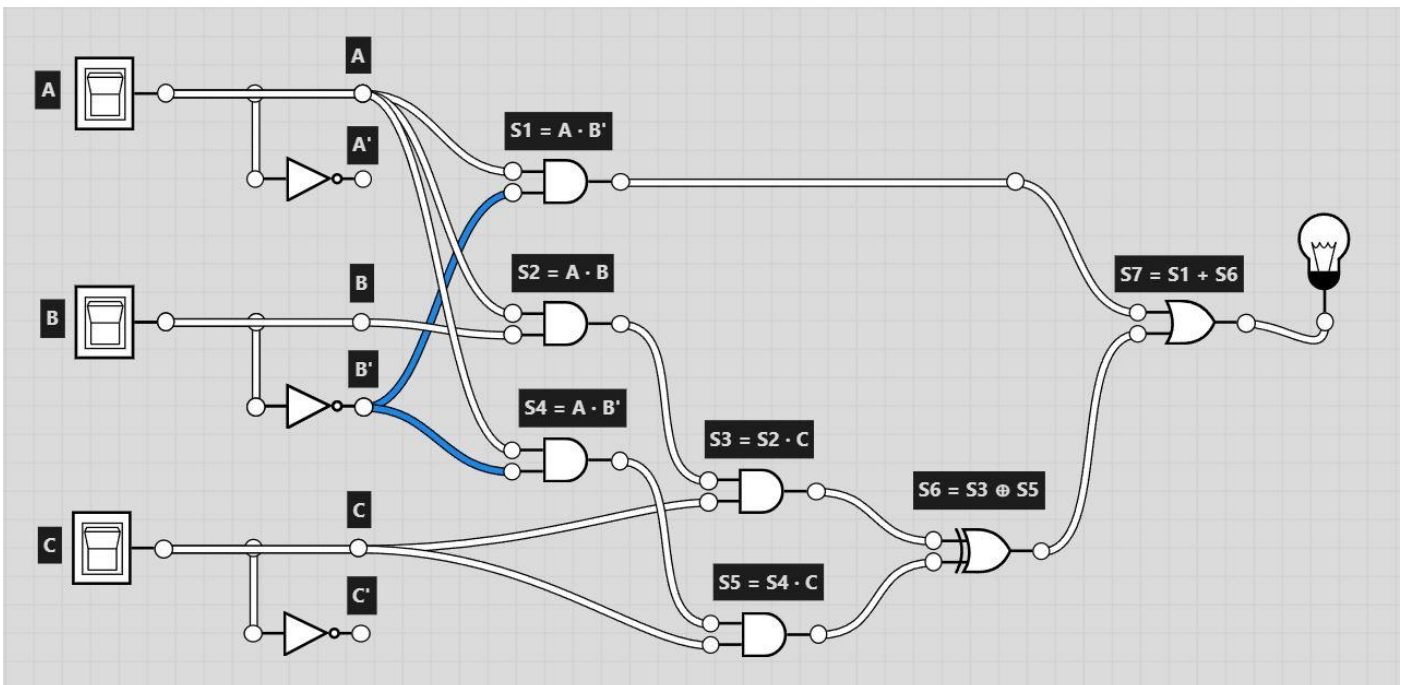 A
A
A'
S1 = A · B'
B
B
B'
S2 = A · B
S4 = A · B'
S7 = S1 + S6
C
C
C'
S3 = S2 · C
S5 = S4 · C
S6 = S3 ⊕ S5